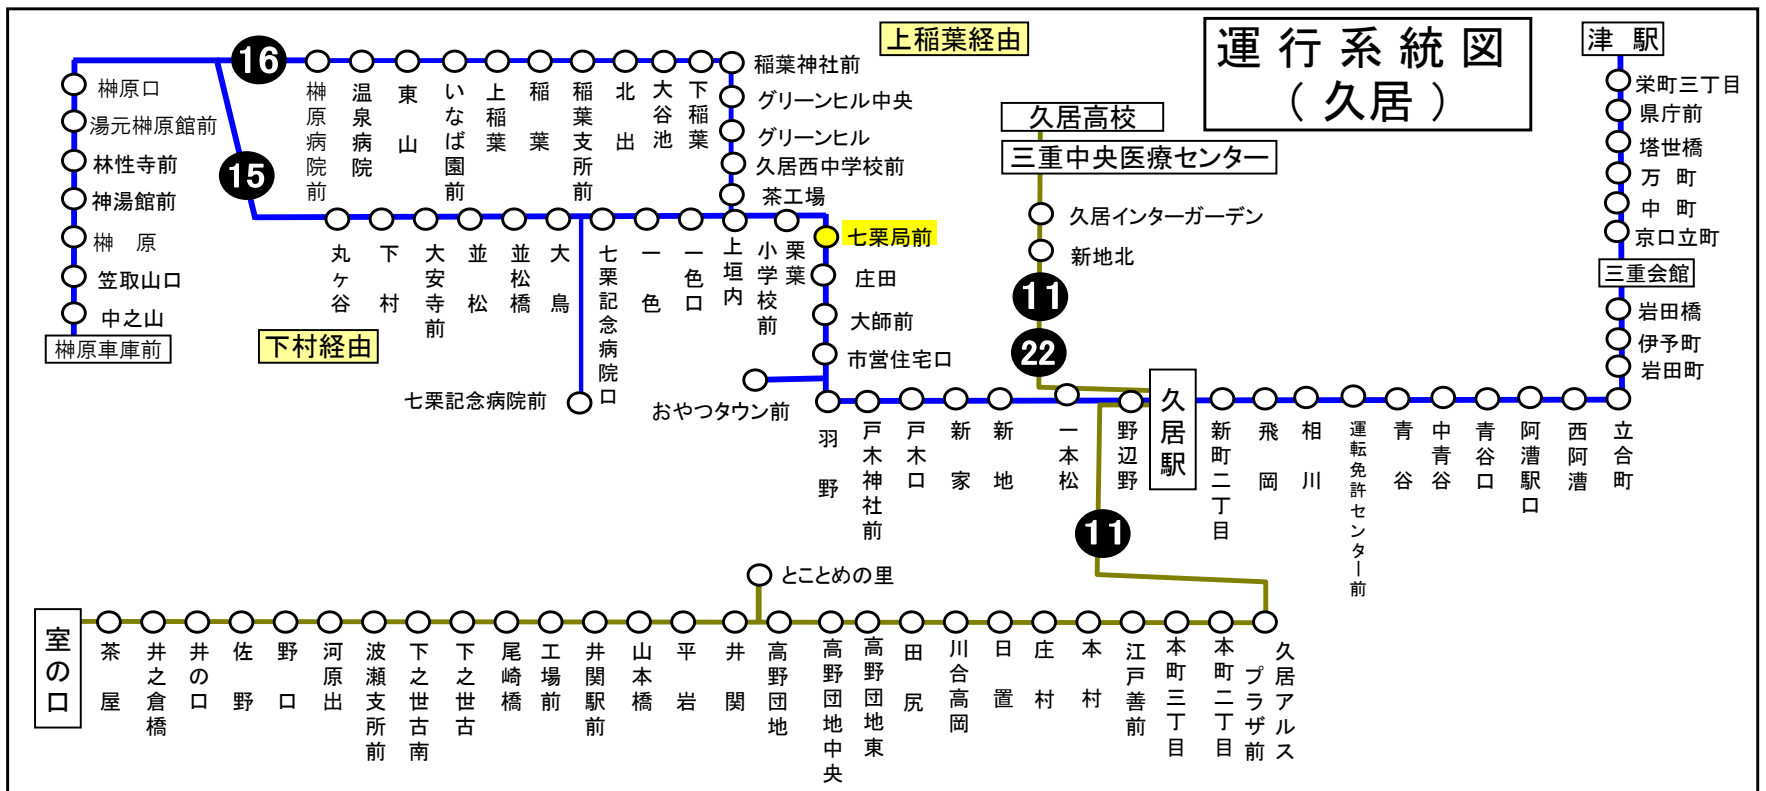 運行系統図
（久居）
上稲葉経由
津駅
栄町三丁目
県庁前
塔世橋
万町
中町
京口立町
三重会館
岩田橋
伊予町
岩田町
立合町
西阿漕
阿漕駅口
青谷口
中青谷
青谷
運転免許センター前
相川
飛岡
新町二丁目
久居駅
野辺野
一本松
新地
新家
戸木口
戸木神社前
羽野
おやつタウン前
市営住宅口
大師前
庄田
七栗局前
栗葉
小学校前
上垣内
一色口
一色
七栗記念病院口
七栗記念病院前
大鳥
並松橋
並松
大安寺前
下村
丸ヶ谷
下村経由
15
16
茶工場
久居西中学校前
グリーンヒル
グリーンヒル中央
稲葉神社前
下稲葉
大谷池
北出
稲葉支所前
稲葉
上稲葉
いなば園前
東山
温泉病院
榊原病院前
榊原口
湯元榊原館前
林性寺前
神湯館前
榊原
笠取山口
中之山
榊原車庫前
久居高校
三重中央医療センター
久居インターガーデン
新地北
11
22
11
久居アルス
プラザ前
本町二丁目
本町三丁目
江戸善前
本村
庄村
日置
川合高岡
田尻
高野団地東
高野団地中央
高野団地
とことめの里
井関
平岩
山本橋
井関駅前
工場前
尾崎橋
下之世古
下之世古南
波瀬支所前
河原出
野口
佐野
井の口
井之倉橋
茶屋
室の口